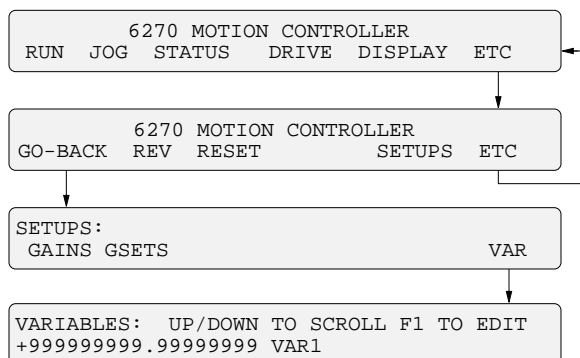 6270 MOTION CONTROLLER
RUN JOG STATUS DRIVE DISPLAY ETC
6270 MOTION CONTROLLER
GO-BACK REV RESET SETUPS ETC
SETUPS:
GAINS GSETS VAR
VARIABLES: UP/DOWN TO SCROLL F1 TO EDIT
+999999999.99999999 VAR1